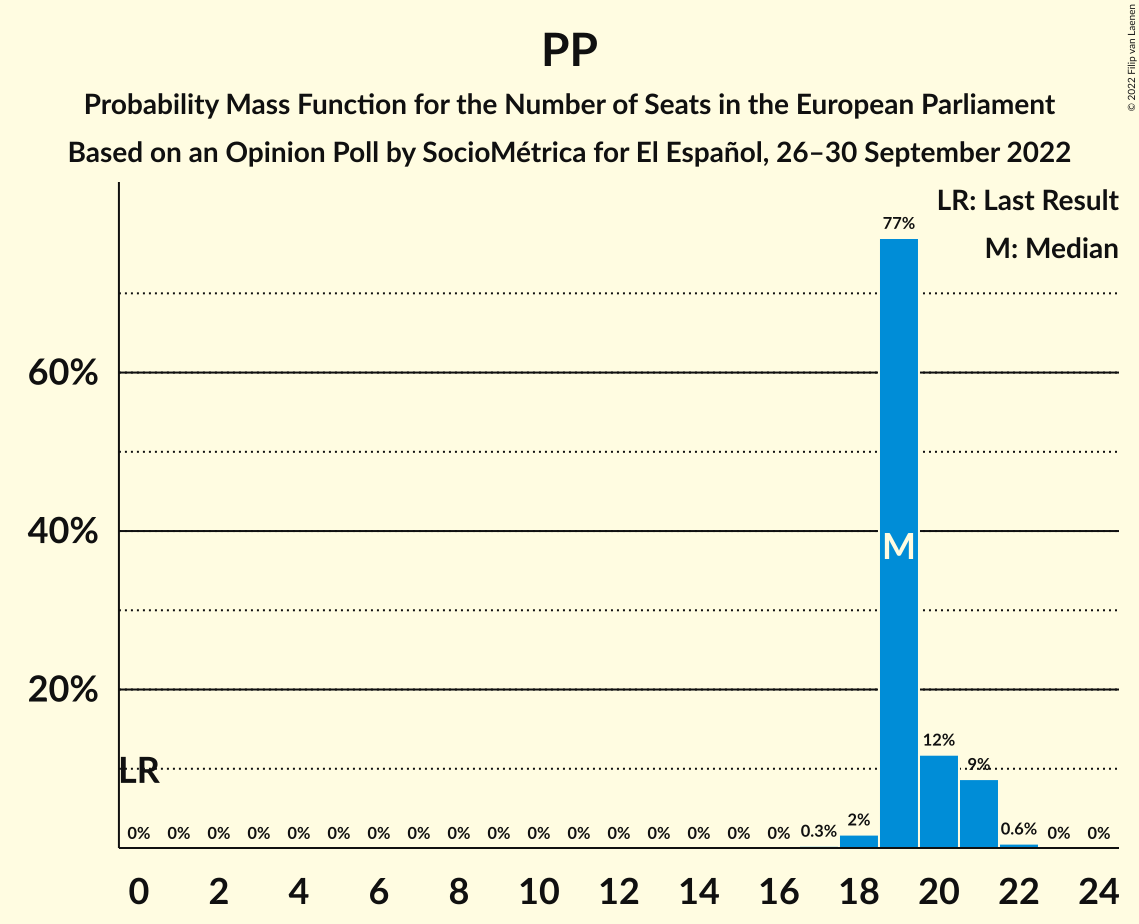 PP
Probability Mass Function for the Number of Seats in the European Parliament
Based on an Opinion Poll by SocioMétrica for El Español, 26–30 September 2022
© 2022 Filip van Laenen
LR: Last Result
M: Median
77%
60%
40%
M
20%
12%
LR
9%
0% 0% 0% 0% 0% 0% 0% 0% 0% 0% 0% 0% 0% 0% 0% 0% 0% 0.3% 2% 0.6% 0% 0%
0 2 4 6 8 10 12 14 16 18 20 22 24